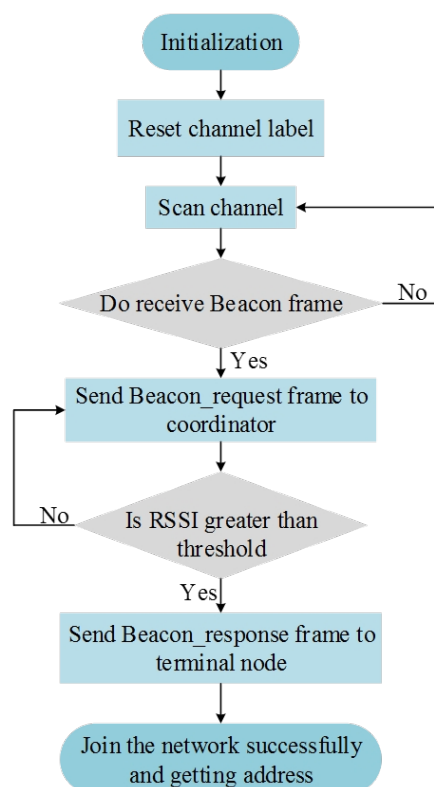 Initialization
Reset channel label
Scan channel
Do receive Beacon frame
No
Yes
Send Beacon_request frame to
coordinator
No
Is RSSI greater than
threshold
Yes
Send Beacon_response frame to
terminal node
Join the network successfully
and getting address